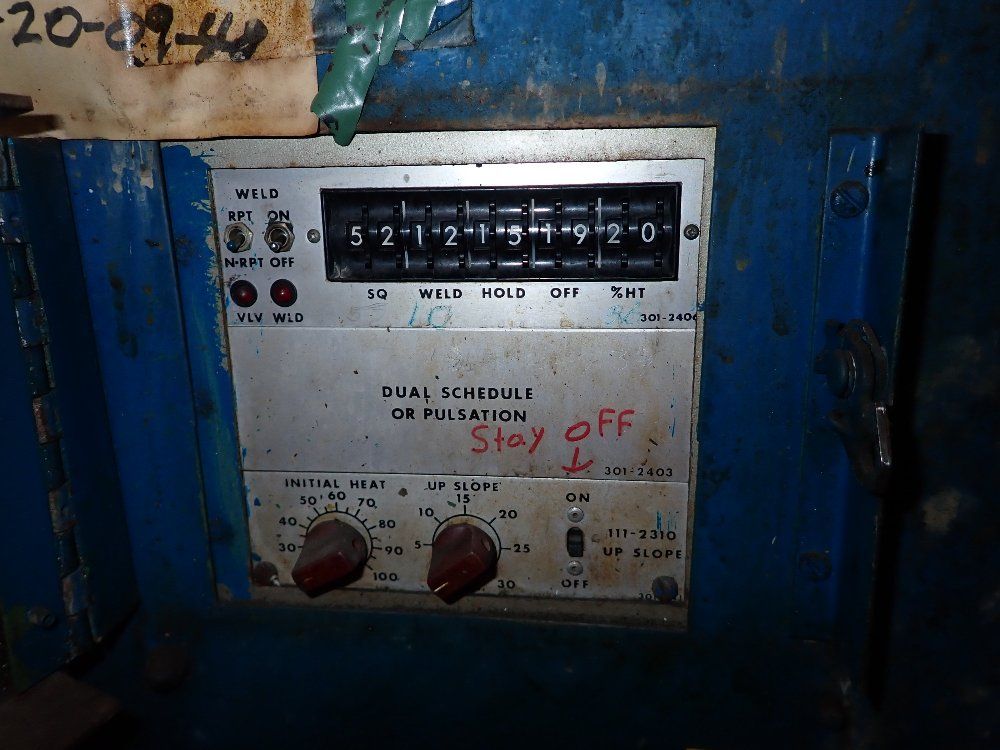 -20-09-44
WELD
RPT ON
N-RPT OFF
VLV WLD
5 2 1 2 1 5 1 9 2 0
SQ WELD HOLD OFF %HT
LO
301-2406
DUAL SCHEDULE
OR PULSATION
Stay OFF
301-2403
INITIAL HEAT
30 40 50 60 70 80 90 100
UP SLOPE
5 10 15 20 25 30
ON
111-2310
UP SLOPE
OFF